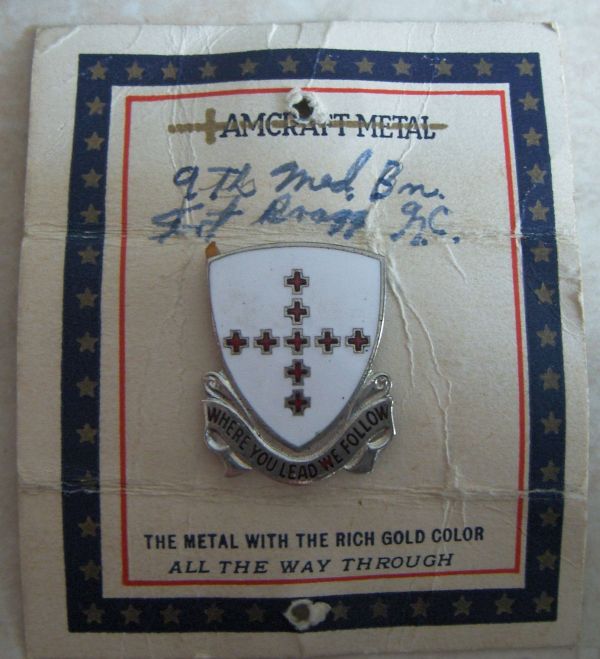 AMCRAFT METAL
9th Med. Bn.
Ft Bragg N.C.
WHERE YOU LEAD WE FOLLOW
THE METAL WITH THE RICH GOLD COLOR
ALL THE WAY THROUGH